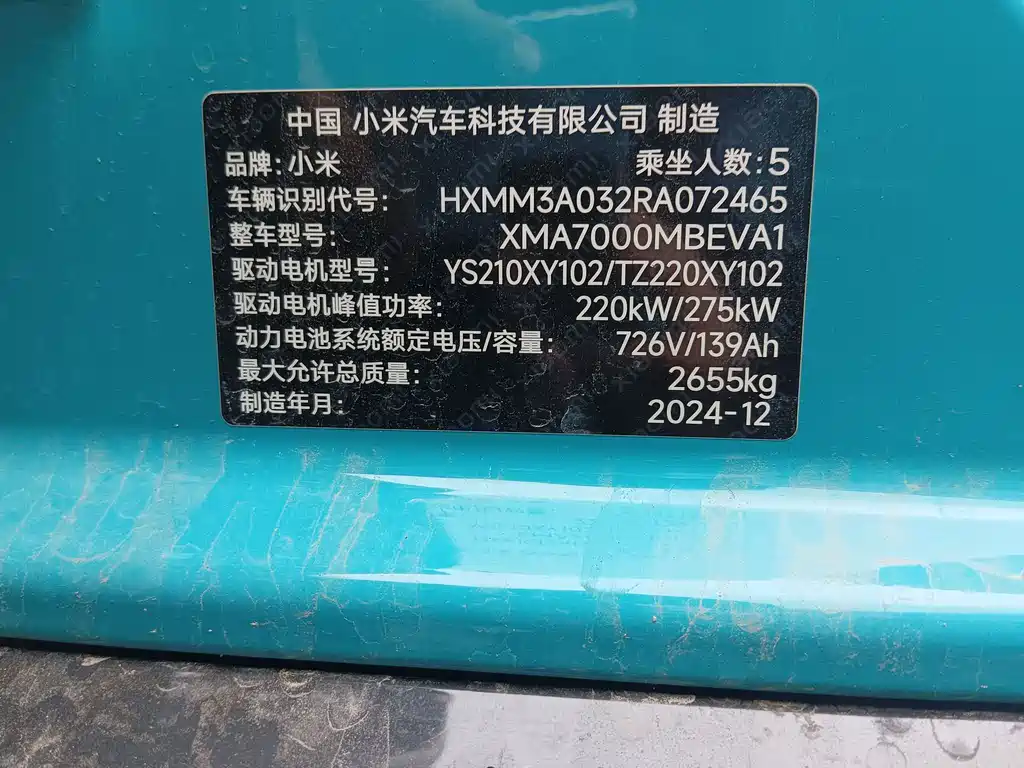 中国 小米汽车科技有限公司 制造
品牌:小米 乘坐人数:5
车辆识别代号: HXMM3A032RA072465
整车型号: XMA7000MBEVA1
驱动电机型号: YS210XY102/TZ220XY102
驱动电机峰值功率: 220kW/275kW
动力电池系统额定电压/容量: 726V/139Ah
最大允许总质量: 2655kg
制造年月: 2024-12